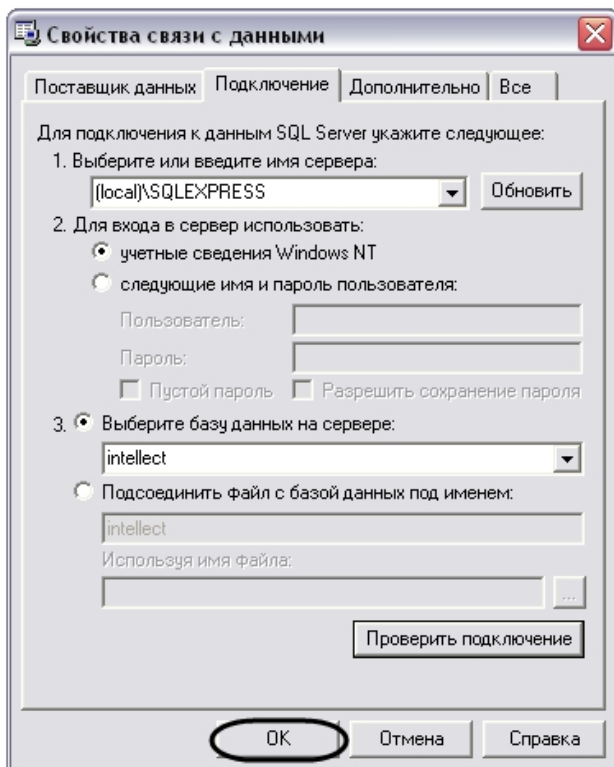 Свойства связи с данными
Поставщик данных Подключение Дополнительно Все
Для подключения к данным SQL Server укажите следующее:
1. Выберите или введите имя сервера:
(local)\SQLEXPRESS Обновить
2. Для входа в сервер использовать:
учетные сведения Windows NT
следующие имя и пароль пользователя:
Пользователь:
Пароль:
Пустой пароль Разрешить сохранение пароля
3. Выберите базу данных на сервере:
intellect
Подсоединить файл с базой данных под именем:
intellect
Используя имя файла:
...
Проверить подключение
OK Отмена Справка